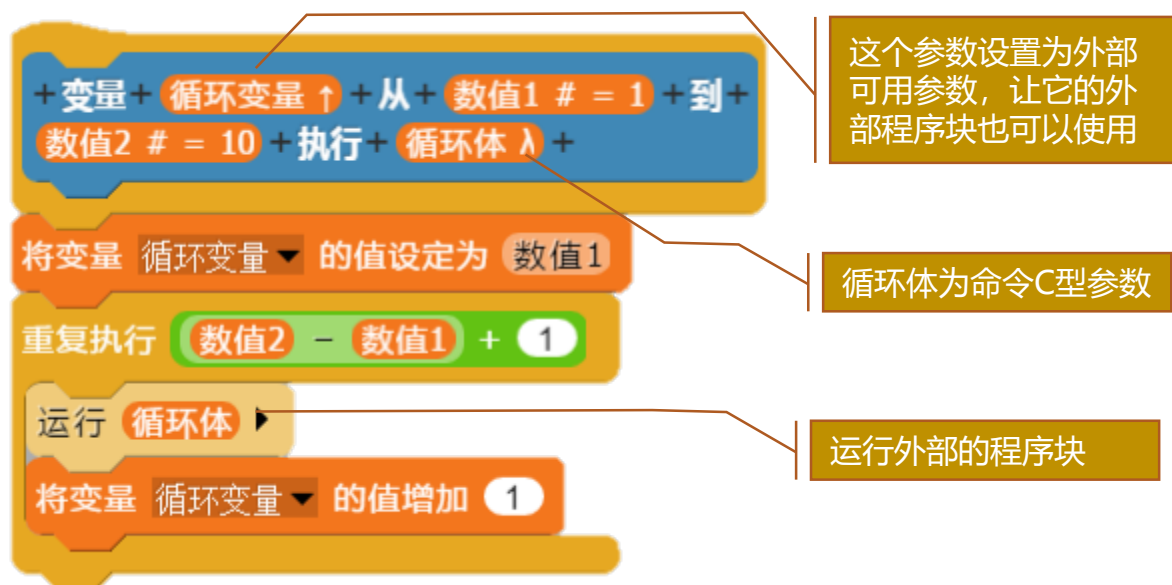 +变量+ 循环变量 ↑ +从+ 数值1 # = 1 +到+
数值2 # = 10 +执行+ 循环体 λ +
将变量 循环变量 的值设定为 数值1
重复执行 数值2 - 数值1 + 1
运行 循环体
将变量 循环变量 的值增加 1
这个参数设置为外部
可用参数，让它的外
部程序块也可以使用
循环体为命令C型参数
运行外部的程序块